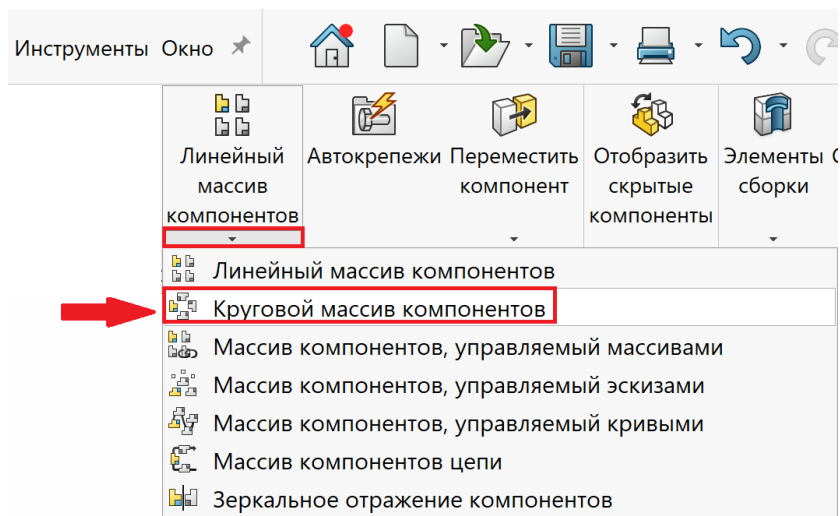 Инструменты Окно
Линейный массив компонентов
Автокрепежи
Переместить компонент
Отобразить скрытые компоненты
Элементы сборки
Линейный массив компонентов
Круговой массив компонентов
Массив компонентов, управляемый массивами
Массив компонентов, управляемый эскизами
Массив компонентов, управляемый кривыми
Массив компонентов цепи
Зеркальное отражение компонентов